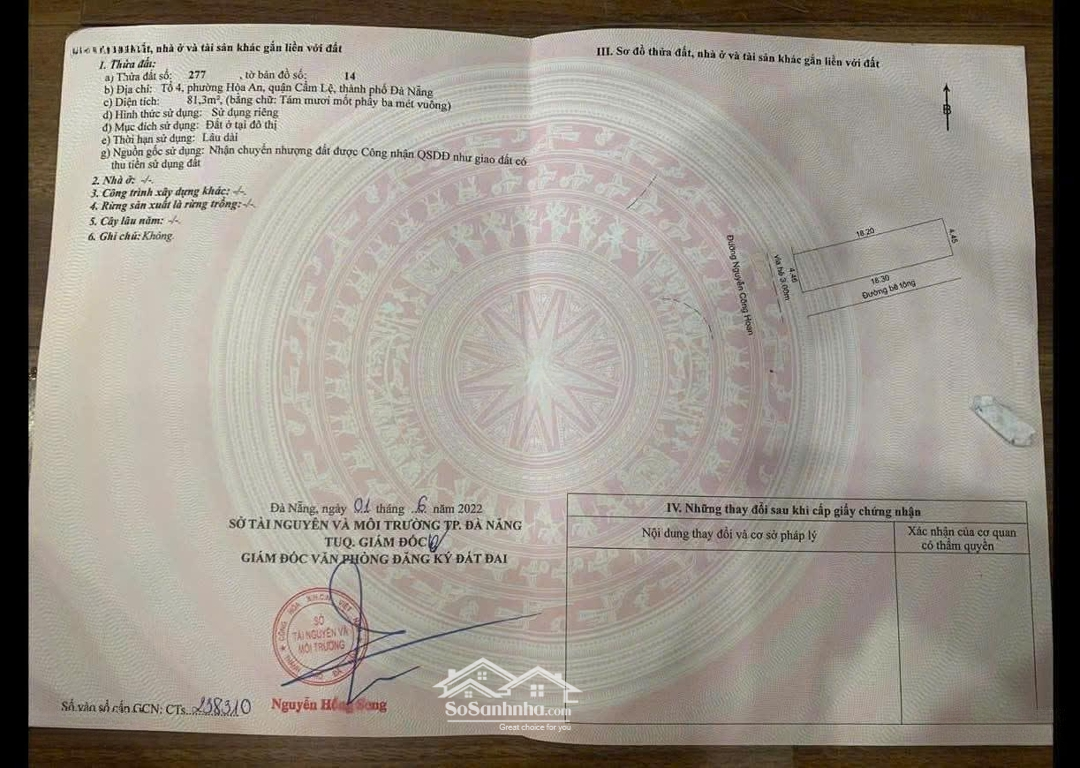 đất, nhà ở và tài sản khác gắn liền với đất
1. Thửa đất:
a) Thửa đất số: 277 , tờ bản đồ số: 14
b) Địa chỉ: Tổ 4, phường Hòa An, quận Cẩm Lệ, thành phố Đà Nẵng
c) Diện tích: 81,3m², (bằng chữ: Tám mươi mốt phẩy ba mét vuông)
d) Hình thức sử dụng: Sử dụng riêng
đ) Mục đích sử dụng: Đất ở tại đô thị
e) Thời hạn sử dụng: Lâu dài
g) Nguồn gốc sử dụng: Nhận chuyển nhượng đất được Công nhận QSDĐ như giao đất có
thu tiền sử dụng đất
2. Nhà ở: -/-
3. Công trình xây dựng khác: -/-
4. Rừng sản xuất là rừng trồng: -/-
5. Cây lâu năm: -/-
6. Ghi chú: Không.
Đà Nẵng, ngày 01 tháng 6 năm 2022
SỞ TÀI NGUYÊN VÀ MÔI TRƯỜNG TP. ĐÀ NẴNG
TUQ. GIÁM ĐỐC
GIÁM ĐỐC VĂN PHÒNG ĐĂNG KÝ ĐẤT ĐAI
SỞ
TÀI NGUYÊN VÀ
MÔI TRƯỜNG
Nguyễn Hồng Song
Số vào sổ cấp GCN: CTs. 238310
III. Sơ đồ thửa đất, nhà ở và tài sản khác gắn liền với đất
B
18.20
4.45
4.46
18.30
Vỉa hè 3.00m
Đường Nguyễn Công Hoan
Đường bê tông
IV. Những thay đổi sau khi cấp giấy chứng nhận
Nội dung thay đổi và cơ sở pháp lý
Xác nhận của cơ quan
có thẩm quyền
SoSanhnha.com
Great choice for you